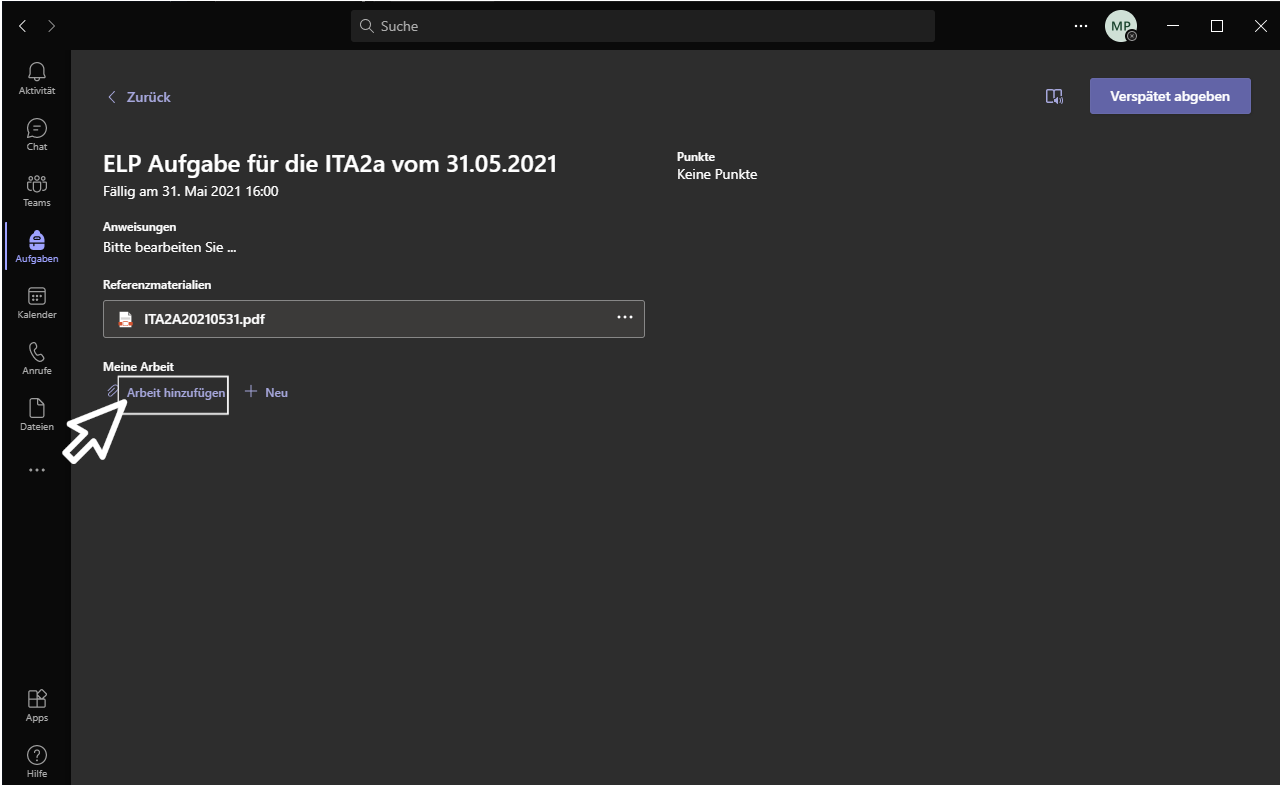 Suche
MP
Aktivität
Chat
Teams
Aufgaben
Kalender
Anrufe
Dateien
Apps
Hilfe
Zurück
Verspätet abgeben
ELP Aufgabe für die ITA2a vom 31.05.2021
Fällig am 31. Mai 2021 16:00
Punkte
Keine Punkte
Anweisungen
Bitte bearbeiten Sie ...
Referenzmaterialien
ITA2A20210531.pdf
Meine Arbeit
Arbeit hinzufügen
Neu